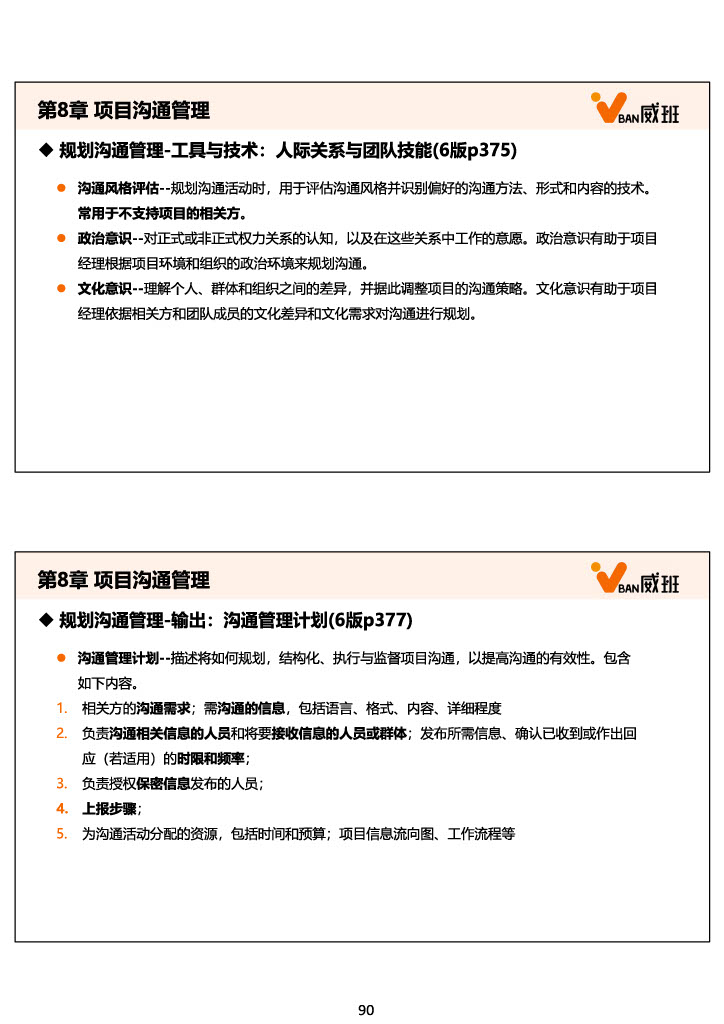 第8章 项目沟通管理
BAN威班
◆ 规划沟通管理-工具与技术：人际关系与团队技能(6版p375)
● 沟通风格评估--规划沟通活动时，用于评估沟通风格并识别偏好的沟通方法、形式和内容的技术。
常用于不支持项目的相关方。
● 政治意识--对正式或非正式权力关系的认知，以及在这些关系中工作的意愿。政治意识有助于项目
经理根据项目环境和组织的政治环境来规划沟通。
● 文化意识--理解个人、群体和组织之间的差异，并据此调整项目的沟通策略。文化意识有助于项目
经理依据相关方和团队成员的文化差异和文化需求对沟通进行规划。
第8章 项目沟通管理
BAN威班
◆ 规划沟通管理-输出：沟通管理计划(6版p377)
● 沟通管理计划--描述将如何规划，结构化、执行与监督项目沟通，以提高沟通的有效性。包含
如下内容。
1. 相关方的沟通需求；需沟通的信息，包括语言、格式、内容、详细程度
2. 负责沟通相关信息的人员和将要接收信息的人员或群体；发布所需信息、确认已收到或作出回
应（若适用）的时限和频率；
3. 负责授权保密信息发布的人员；
4. 上报步骤；
5. 为沟通活动分配的资源，包括时间和预算；项目信息流向图、工作流程等
90